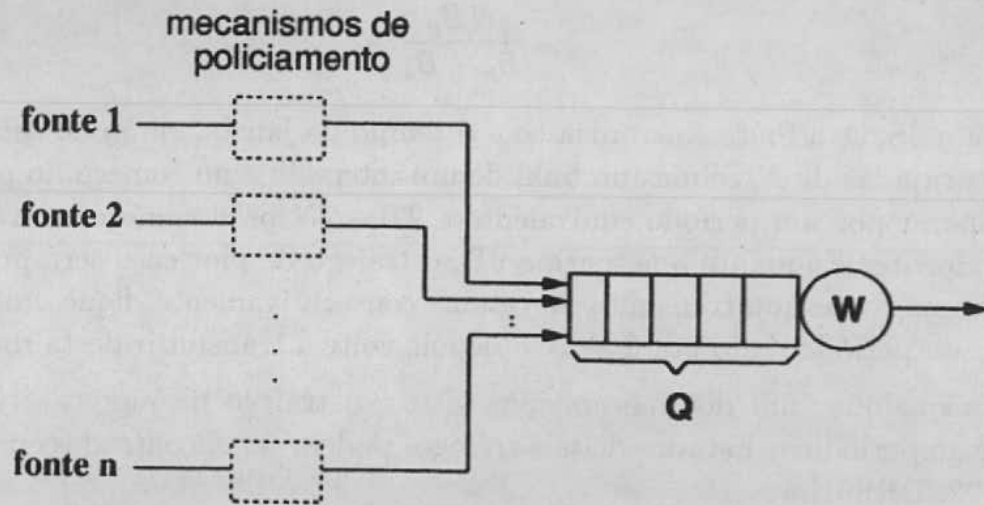 mecanismos de
policiamento
fonte 1
fonte 2
W
Q
fonte n